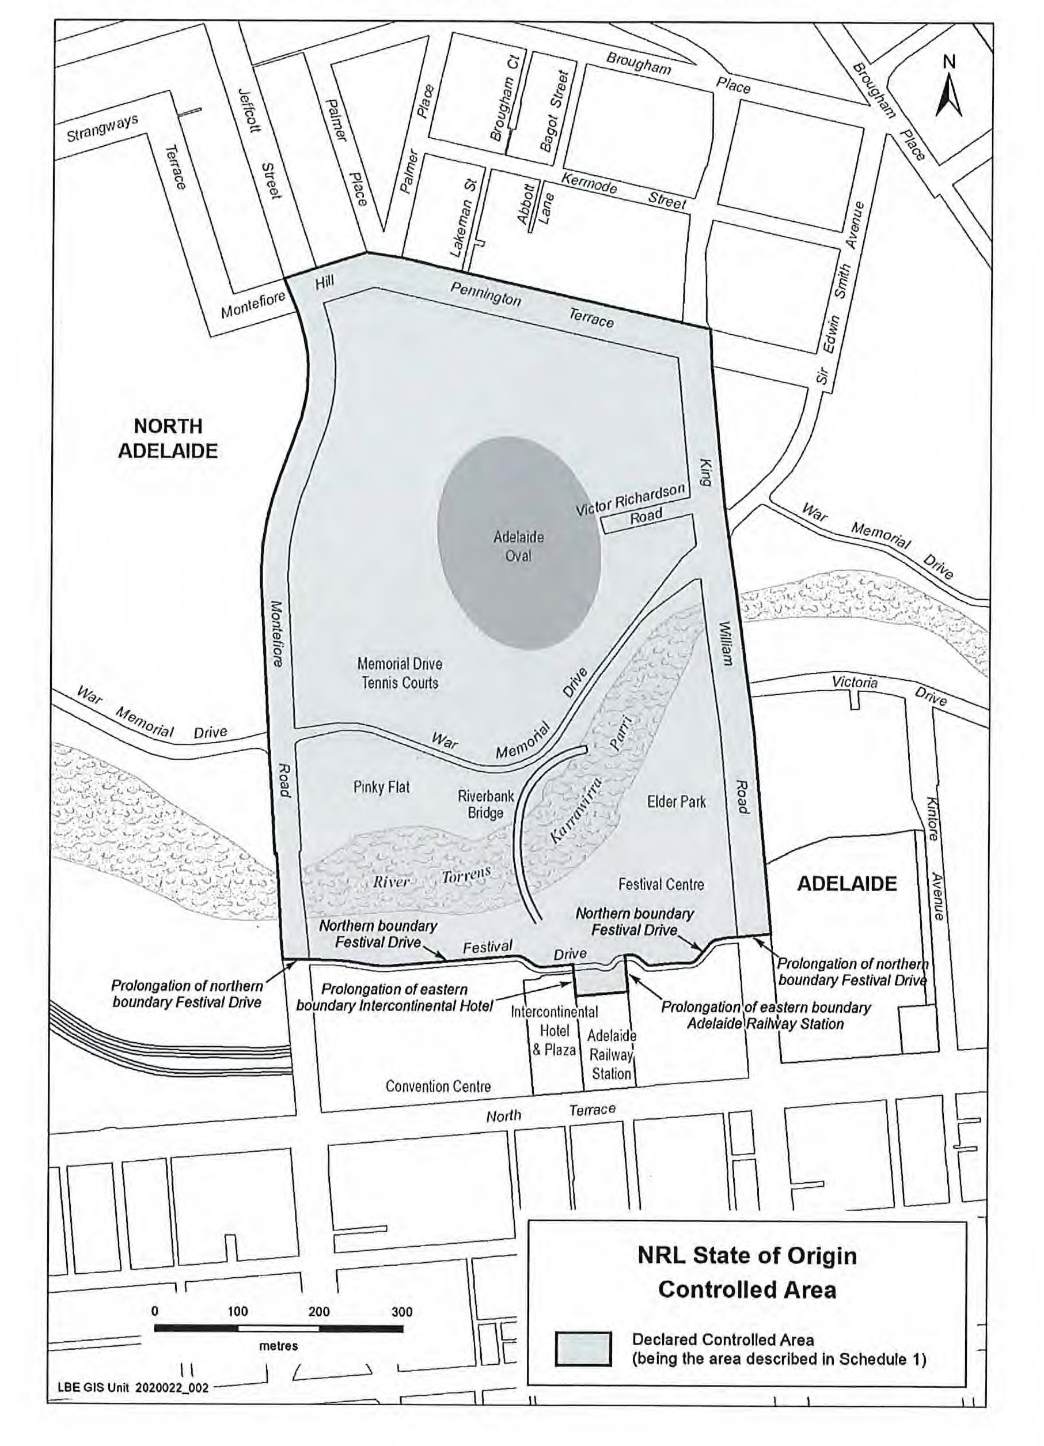 Brougham
Place
N
Brougham
Place
Strangways
Terrace
Jeffcott
Street
Palmer
Place
Palmer
Place
Brougham Ct
Bagot Street
Kermode
Street
Lakeman St
Abbott
Lane
Sir Edwin Smith Avenue
Montefiore
Hill
Pennington
Terrace
NORTH
ADELAIDE
King
Victor Richardson
Road
Adelaide
Oval
War Memorial Drive
Montefiore
William
Memorial Drive
Tennis Courts
War Memorial Drive
Victoria
Drive
War Memorial Drive
Road
Pinky Flat
Riverbank
Bridge
Karrawirra Parri
Elder Park
Road
Kintore
Avenue
River Torrens
Festival Centre
ADELAIDE
Northern boundary
Festival Drive
Northern boundary
Festival Drive
Festival
Drive
Prolongation of northern
boundary Festival Drive
Prolongation of eastern
boundary Intercontinental Hotel
Prolongation of northern
boundary Festival Drive
Prolongation of eastern boundary
Adelaide Railway Station
Intercontinental
Hotel
& Plaza
Adelaide
Railway
Station
Convention Centre
North
Terrace
NRL State of Origin
Controlled Area
Declared Controlled Area
(being the area described in Schedule 1)
0 100 200 300
metres
LBE GIS Unit 2020022_002